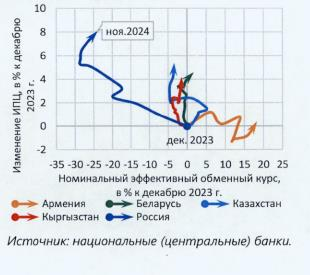 Изменение ИПЦ, в % к декабрю
2023 г.
10
8
6
4
2
0
-2
ноя.2024
дек. 2023
-35 -30 -25 -20 -15 -10 -5 0 5 10 15 20 25
Номинальный эффективный обменный курс,
в % к декабрю 2023 г.
Армения Беларусь Казахстан
Кыргызстан Россия
Источник: национальные (центральные) банки.